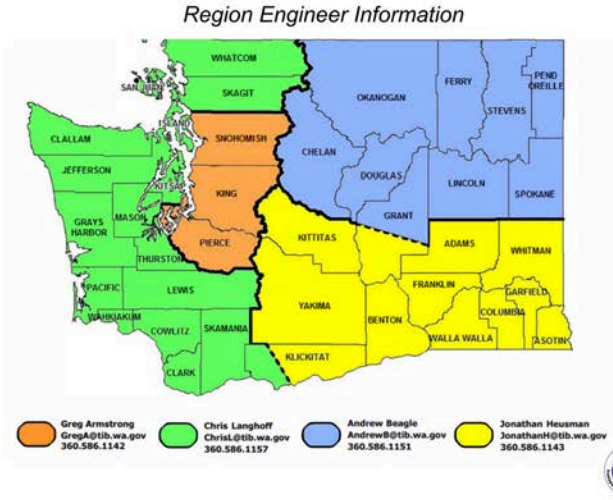 Region Engineer Information
WHATCOM
SAN JUAN
SKAGIT
ISLAND
SNOHOMISH
CLALLAM
JEFFERSON
KITSAP
KING
GRAYS
HARBOR
MASON
PIERCE
THURSTON
PACIFIC
LEWIS
WAHKIAKUM
COWLITZ
SKAMANIA
CLARK
OKANOGAN
FERRY
STEVENS
PEND
OREILLE
CHELAN
DOUGLAS
LINCOLN
SPOKANE
GRANT
KITTITAS
ADAMS
WHITMAN
YAKIMA
FRANKLIN
GARFIELD
BENTON
COLUMBIA
WALLA WALLA
ASOTIN
KLICKITAT
Greg Armstrong
GregA@tib.wa.gov
360.586.1142
Chris Langhoff
ChrisL@tib.wa.gov
360.586.1157
Andrew Beagle
AndrewB@tib.wa.gov
360.586.1151
Jonathan Heusman
JonathanH@tib.wa.gov
360.586.1143